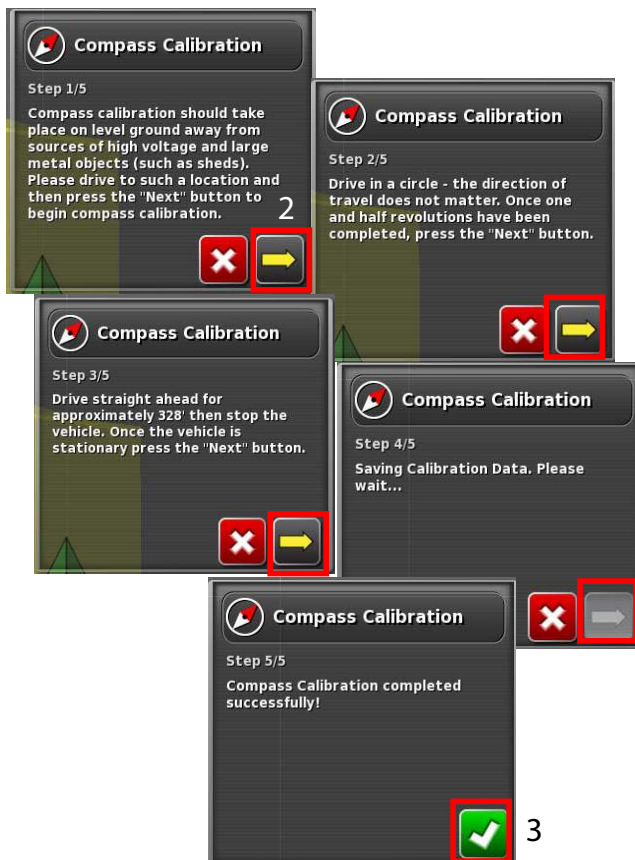 Compass Calibration
Step 1/5
Compass calibration should take
place on level ground away from
sources of high voltage and large
metal objects (such as sheds).
Please drive to such a location and
then press the "Next" button to
begin compass calibration.
2
Compass Calibration
Step 2/5
Drive in a circle - the direction of
travel does not matter. Once one
and half revolutions have been
completed, press the "Next" button.
Compass Calibration
Step 3/5
Drive straight ahead for
approximately 328' then stop the
vehicle. Once the vehicle is
stationary press the "Next" button.
Compass Calibration
Step 4/5
Saving Calibration Data. Please
wait...
Compass Calibration
Step 5/5
Compass Calibration completed
successfully!
3